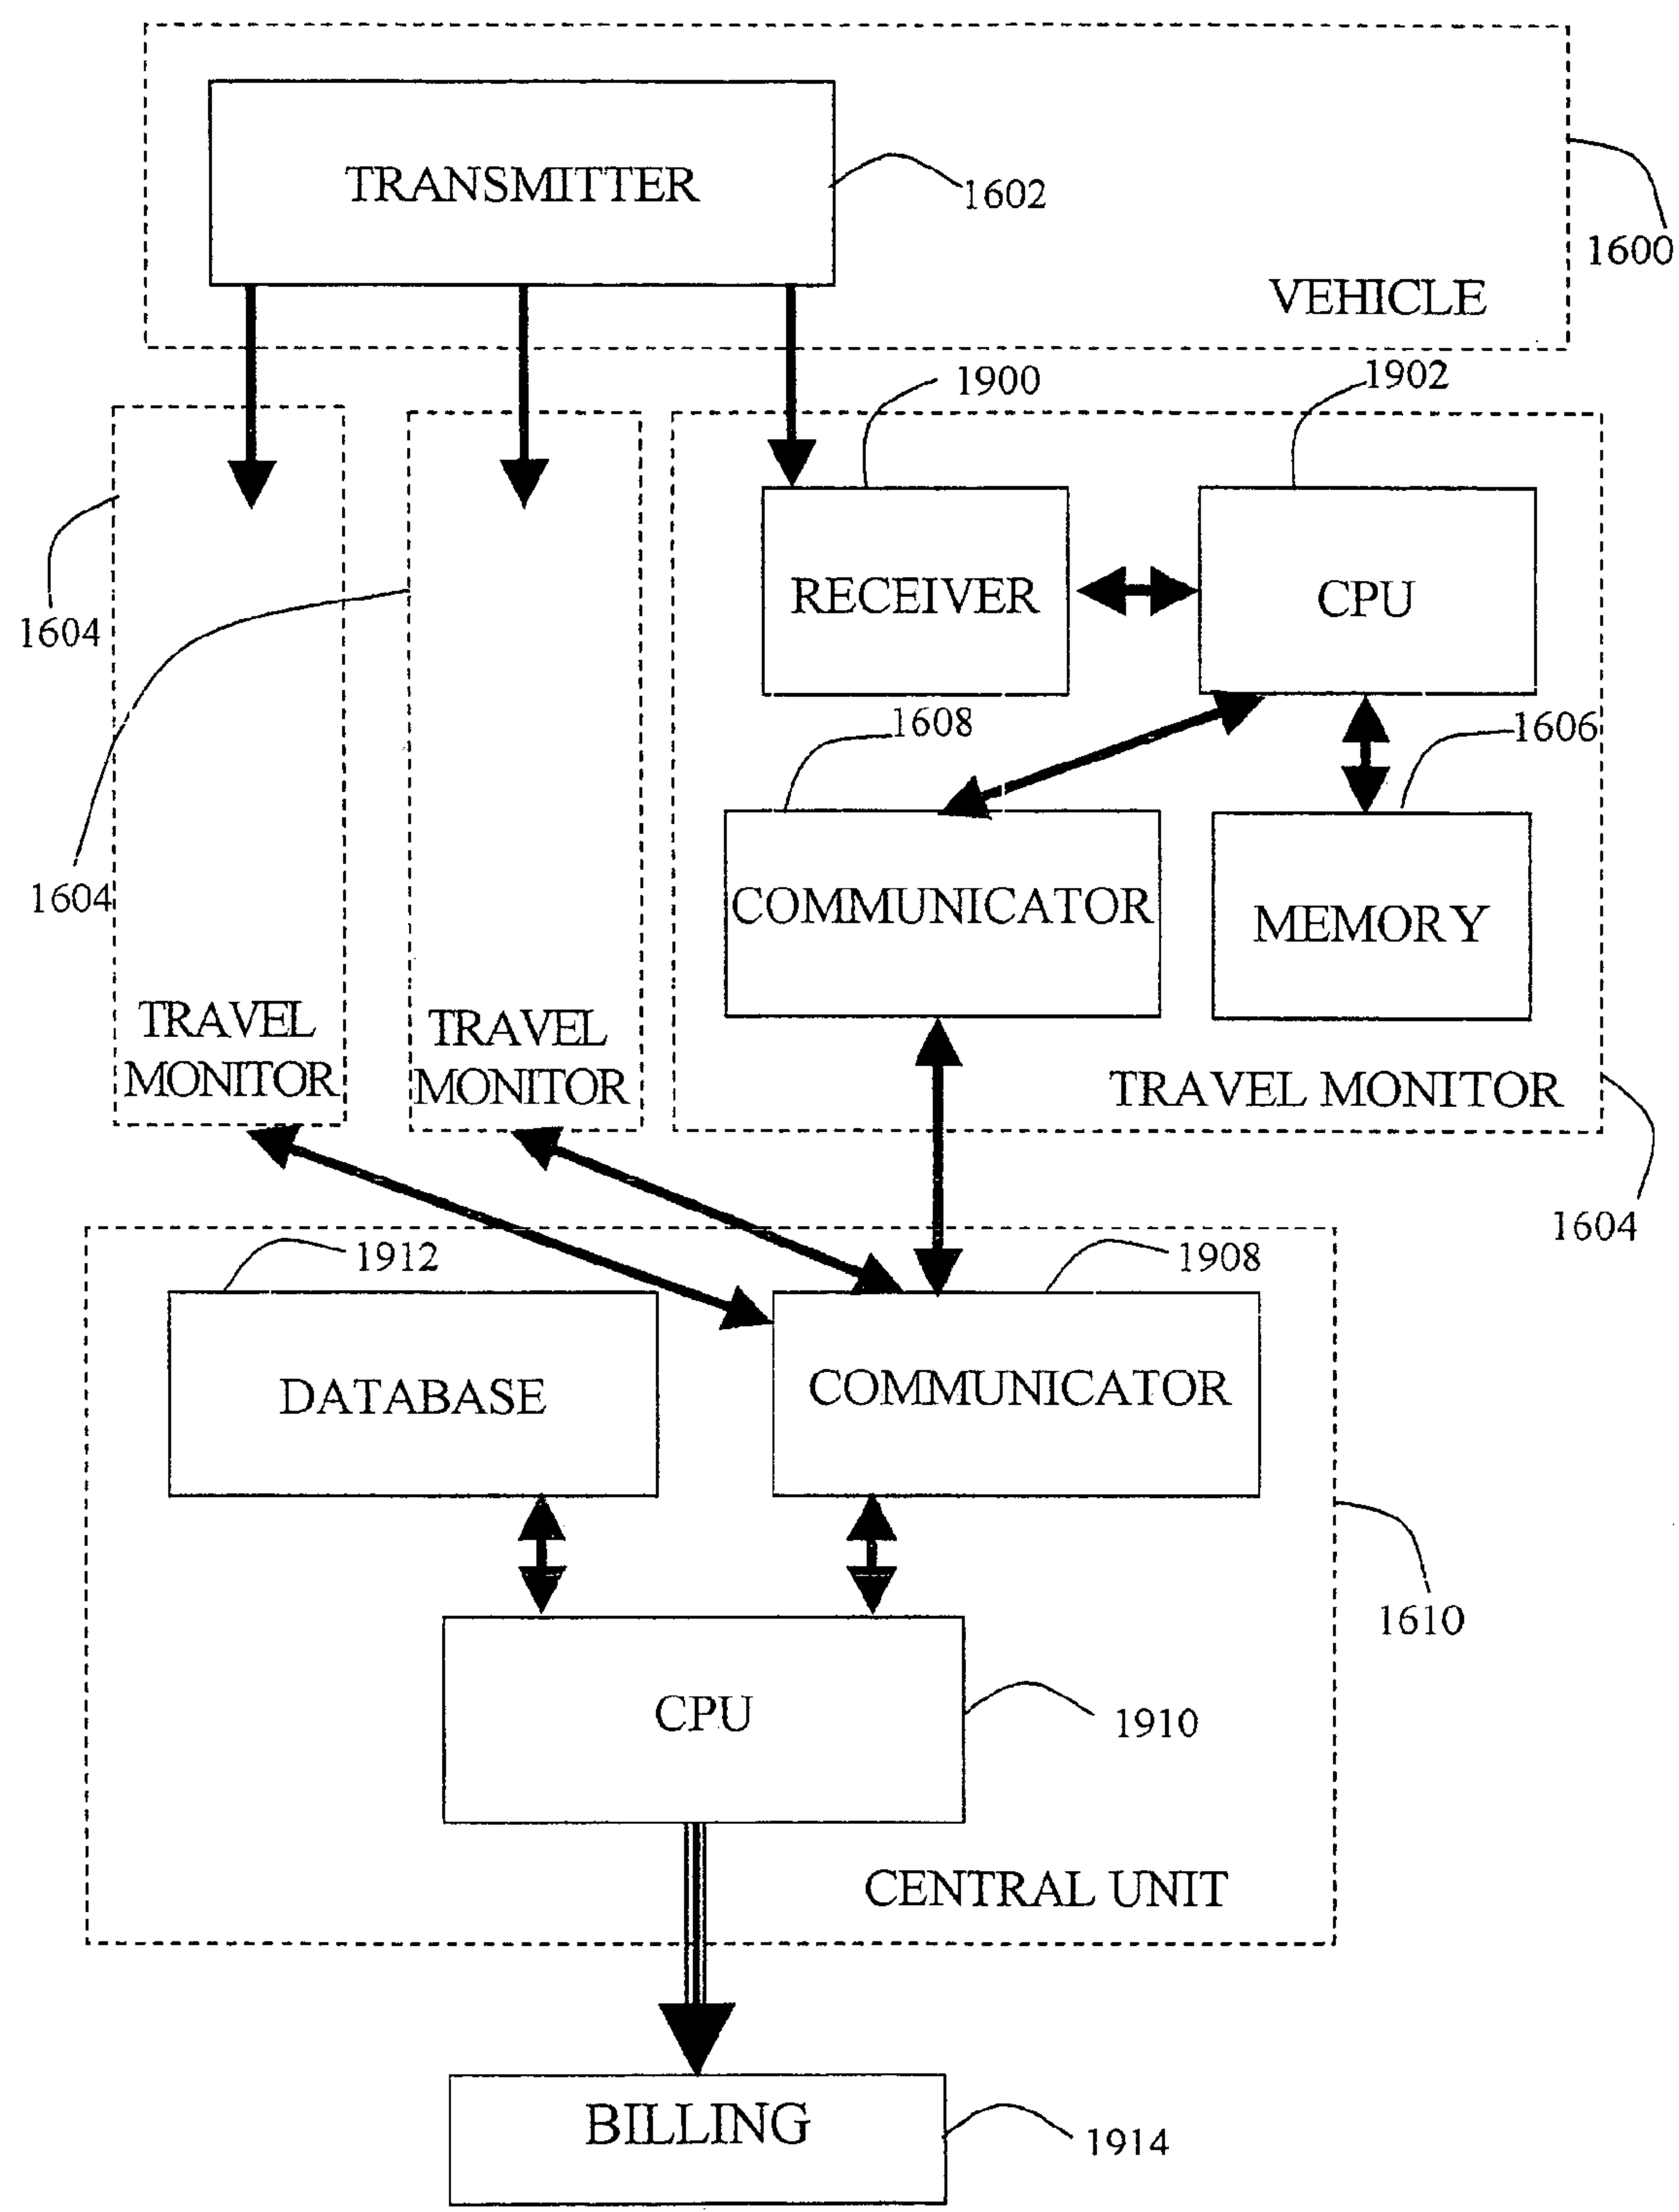 TRANSMITTER
1602
1600
VEHICLE
1900
1902
RECEIVER
CPU
1604
1608
1606
1604
COMMUNICATOR
MEMORY
TRAVEL
MONITOR
TRAVEL
MONITOR
TRAVEL MONITOR
1604
1912
1908
DATABASE
COMMUNICATOR
1610
CPU
1910
CENTRAL UNIT
BILLING
1914